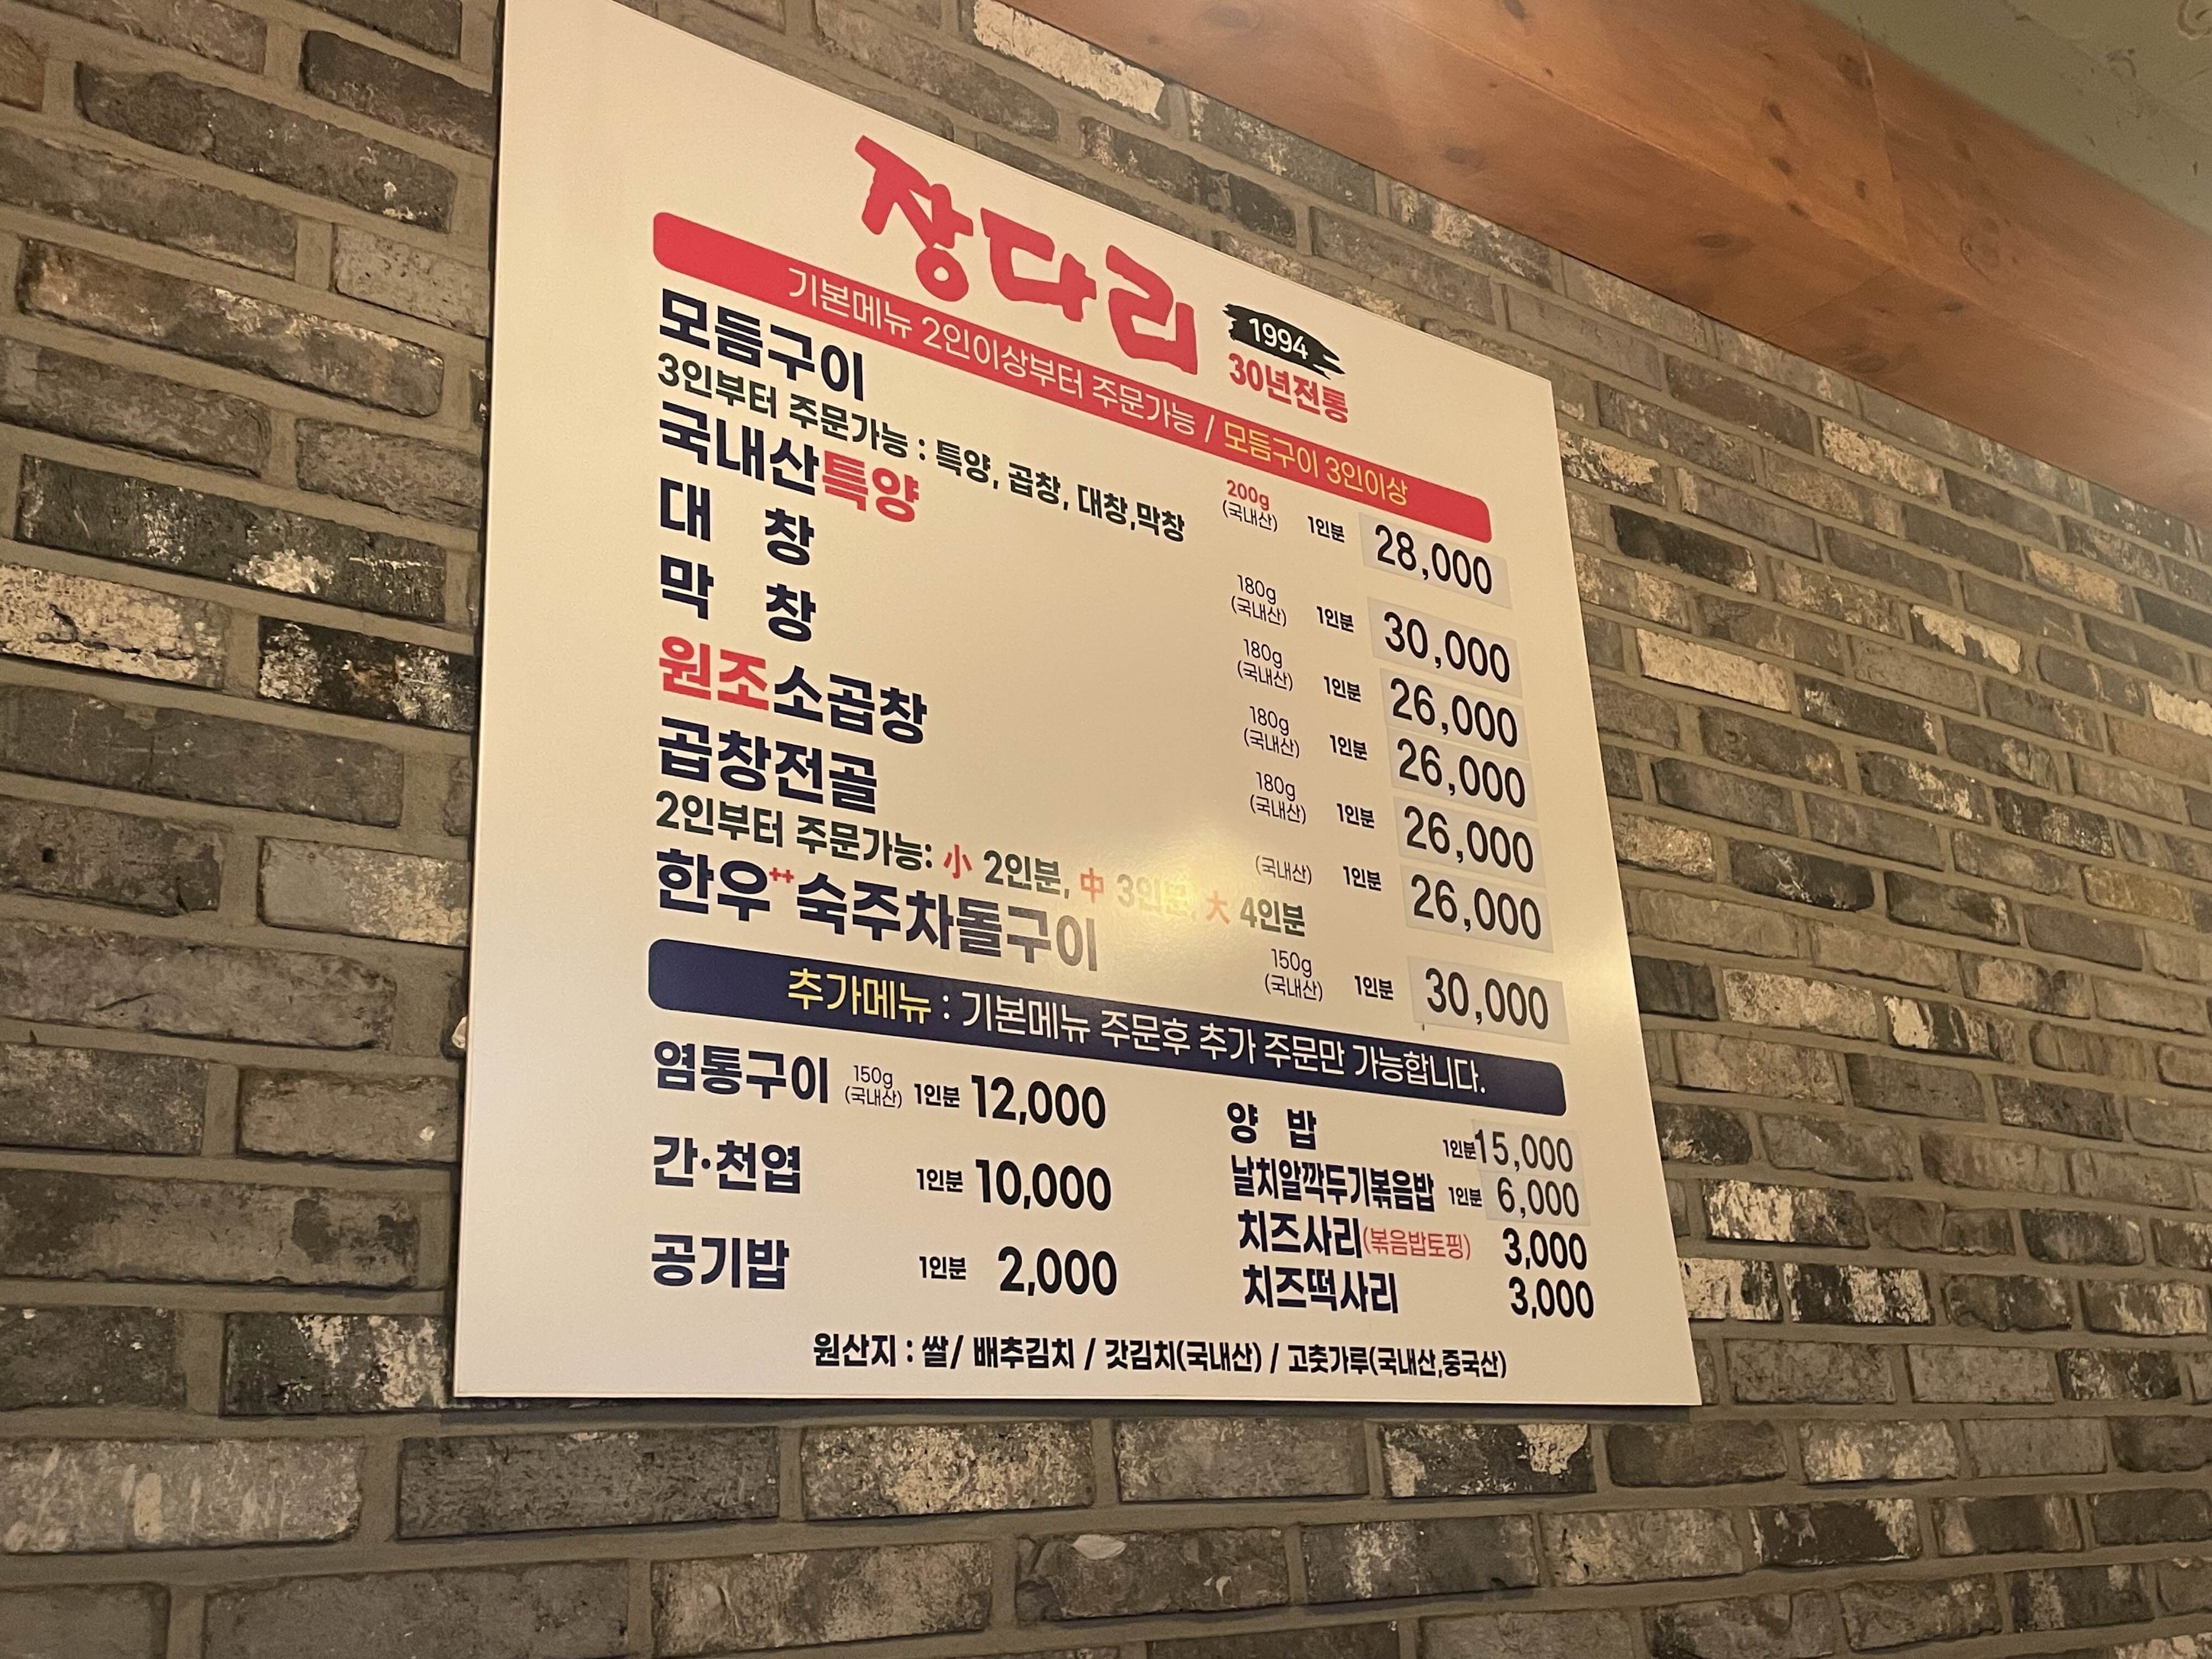 장다리 1994
30년전통
기본메뉴 2인이상부터 주문가능 / 모듬구이 3인이상
모듬구이 200g (국내산) 1인분 28,000
3인부터 주문가능 : 특양, 곱창, 대창,막창
국내산특양 180g (국내산) 1인분 30,000
대 창 180g (국내산) 1인분 26,000
막 창 180g (국내산) 1인분 26,000
원조소곱창 180g (국내산) 1인분 26,000
곱창전골 (국내산) 1인분 26,000
2인부터 주문가능: 小 2인분, 中 3인분, 大 4인분
한우++숙주차돌구이 150g (국내산) 1인분 30,000
추가메뉴 : 기본메뉴 주문후 추가 주문만 가능합니다.
염통구이 150g (국내산) 1인분 12,000
간·천엽 1인분 10,000
공기밥 1인분 2,000
양 밥 1인분 15,000
날치알깍두기볶음밥 1인분 6,000
치즈사리(볶음밥토핑) 3,000
치즈떡사리 3,000
원산지 : 쌀/ 배추김치 / 갓김치(국내산) / 고춧가루(국내산,중국산)